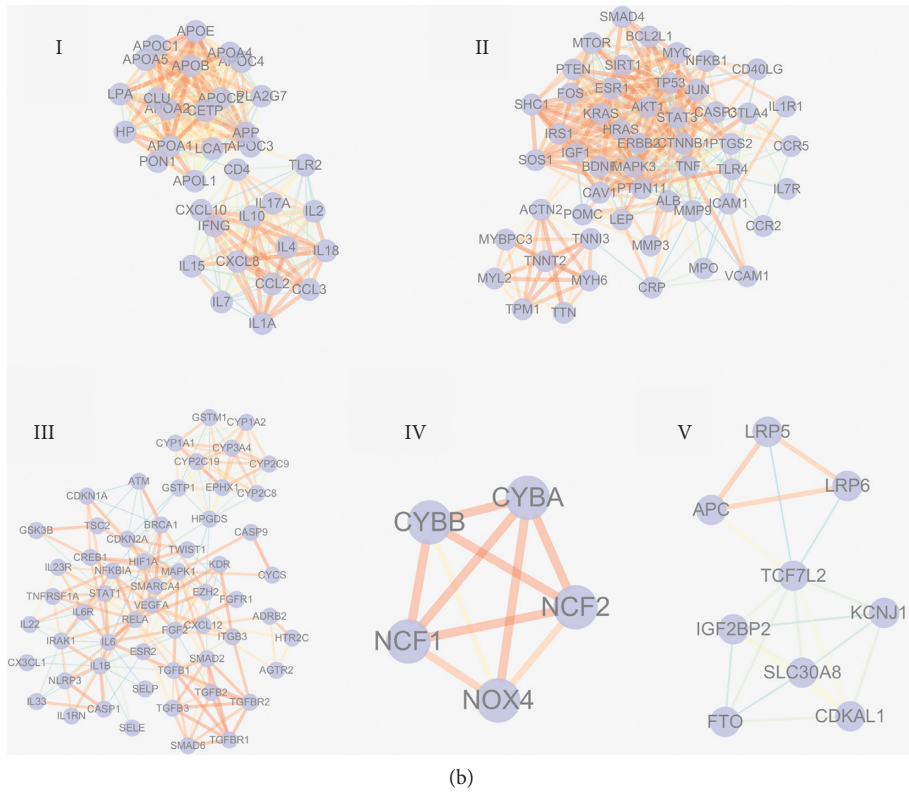 I
APOE
APOC1
APOA4
APOA5
APOB
APOC4
LPA
CLU
APOC2
PLA2G7
APOA2
CETP
HP
APP
APOA1
LCAT
APOC3
PON1
CD4
TLR2
APOL1
CXCL10
IL17A
IL2
IFNG
IL10
IL4
IL18
IL15
CXCL8
CCL2
CCL3
IL7
IL1A
II
SMAD4
MTOR
BCL2L1
MYC
NFKB1
PTEN
SIRT1
CD40LG
FOS
ESR1
TP53
JUN
SHC1
AKT1
CASP3
CTLA4
IL1R1
KRAS
STAT3
IRS1
HRAS
ERBB2
CTNNB1
PTGS2
CCR5
SOS1
IGF1
BDNF
MAPK3
TNF
TLR4
CAV1
PTPN11
IL7R
ACTN2
POMC
LEP
ALB
MMP9
ICAM1
CCR2
MYBPC3
TNNI3
MMP3
TNNT2
MYL2
MYH6
MPO
VCAM1
CRP
TPM1
TTN
III
GSTM1
CYP1A2
CYP1A1
CYP3A4
CYP2C19
CYP2C9
ATM
GSTP1
EPHX1
CYP2C8
CDKN1A
HPGDS
GSK3B
TSC2
BRCA1
CASP9
CDKN2A
TWIST1
CREB1
HIF1A
KDR
IL23R
NFKBIA
MAPK1
CYCS
TNFRSF1A
STAT1
SMARCA4
EZH2
FGFR1
VEGFA
IL6R
RELA
CXCL12
ADRB2
IL22
FGF2
IRAK1
IL6
ITGB3
HTR2C
ESR2
SMAD2
CX3CL1
IL1B
TGFB1
AGTR2
NLRP3
SELP
TGFB2
TGFBR2
IL33
CASP1
TGFB3
IL1RN
SELE
SMAD6
TGFBR1
IV
CYBA
CYBB
NCF2
NCF1
NOX4
V
LRP5
LRP6
APC
TCF7L2
KCNJ1
IGF2BP2
SLC30A8
FTO
CDKAL1
(b)